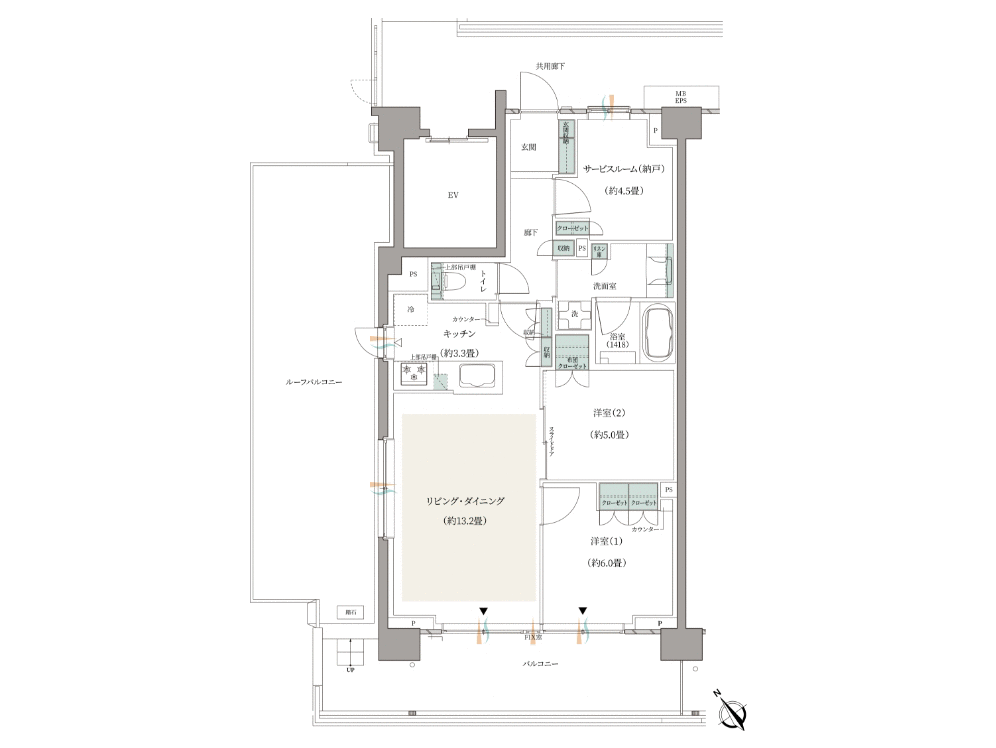 共用廊下
MB
EPS
P
玄関
玄関収納
サービスルーム（納戸）
（約4.5畳）
EV
廊下
クローゼット
収納
PS
リネン庫
洗面室
PS
上部吊戸棚
トイレ
冷
カウンター
キッチン
（約3.3畳）
収納
収納
洗
浴室
（1418）
上部吊戸棚
布団
クローゼット
ルーフバルコニー
洋室（2）
（約5.0畳）
スライドドア
リビング・ダイニング
（約13.2畳）
クローゼット
クローゼット
PS
カウンター
洋室（1）
（約6.0畳）
踏石
P
FIX窓
P
UP
バルコニー
N